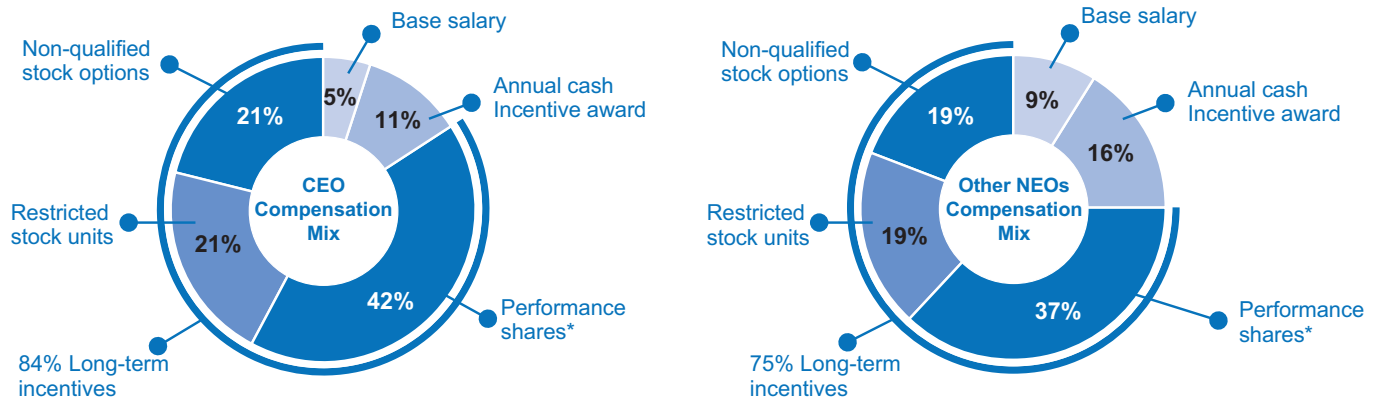 Base salary
Non-qualified
stock options
Annual cash
Incentive award
5%
11%
21%
CEO
Compensation
Mix
Restricted
stock units
21%
42%
Performance
shares*
84% Long-term
incentives
Base salary
Non-qualified
stock options
Annual cash
Incentive award
9%
19%
16%
Other NEOs
Compensation
Mix
Restricted
stock units
19%
37%
Performance
shares*
75% Long-term
incentives